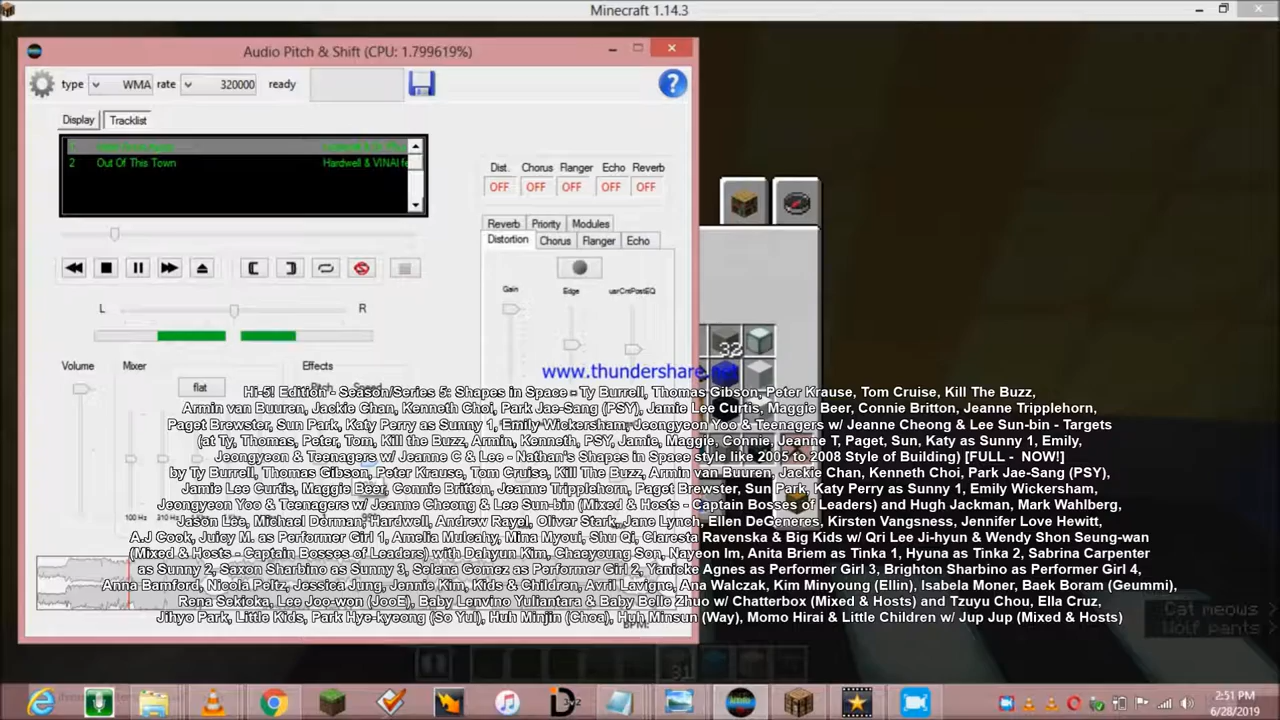 Minecraft 1.14.3
Audio Pitch & Shift (CPU: 1.799619%)
type WMA rate 320000 ready
Display Tracklist
2 Out Of This Town Hardwell & VINAI fe
Dist. Chorus Flanger Echo Reverb
OFF OFF OFF OFF OFF
Reverb Priority Modules
Distortion Chorus Flanger Echo
Gain Edge usrCntPostEQ
L R
Volume Mixer Effects
flat Pitch Speed
32
www.thundershare.net
Hi-5! Edition - Season/Series 5: Shapes in Space - Ty Burrell, Thomas Gibson, Peter Krause, Tom Cruise, Kill The Buzz,
Armin van Buuren, Jackie Chan, Kenneth Choi, Park Jae-Sang (PSY), Jamie Lee Curtis, Maggie Beer, Connie Britton, Jeanne Tripplehorn,
Paget Brewster, Sun Park, Katy Perry as Sunny 1, Emily Wickersham, Jeongyeon Yoo & Teenagers w/ Jeanne Cheong & Lee Sun-bin - Targets
(at Ty, Thomas, Peter, Tom, Kill the Buzz, Armin, Kenneth, PSY, Jamie, Maggie, Connie, Jeanne T, Paget, Sun, Katy as Sunny 1, Emily,
Jeongyeon & Teenagers w/ Jeanne C & Lee - Nathan's Shapes in Space style like 2005 to 2008 Style of Building) [FULL - NOW!]
by Ty Burrell, Thomas Gibson, Peter Krause, Tom Cruise, Kill The Buzz, Armin van Buuren, Jackie Chan, Kenneth Choi, Park Jae-Sang (PSY),
Jamie Lee Curtis, Maggie Beer, Connie Britton, Jeanne Tripplehorn, Paget Brewster, Sun Park, Katy Perry as Sunny 1, Emily Wickersham,
Jeongyeon Yoo & Teenagers w/ Jeanne Cheong & Lee Sun-bin (Mixed & Hosts - Captain Bosses of Leaders) and Hugh Jackman, Mark Wahlberg,
Jason Lee, Michael Dorman, Hardwell, Andrew Rayel, Oliver Stark, Jane Lynch, Ellen DeGeneres, Kirsten Vangsness, Jennifer Love Hewitt,
A.J Cook, Juicy M. as Performer Girl 1, Amelia Mulcahy, Mina Myoui, Shu Qi, Claresta Ravenska & Big Kids w/ Qri Lee Ji-hyun & Wendy Shon Seung-wan
(Mixed & Hosts - Captain Bosses of Leaders) with Dahyun Kim, Chaeyoung Son, Nayeon Im, Anita Briem as Tinka 1, Hyuna as Tinka 2, Sabrina Carpenter
as Sunny 2, Saxon Sharbino as Sunny 3, Selena Gomez as Performer Girl 2, Yanicke Agnes as Performer Girl 3, Brighton Sharbino as Performer Girl 4,
Anna Bamford, Nicola Peltz, Jessica Jung, Jennie Kim, Kids & Children, Avril Lavigne, Ana Walczak, Kim Minyoung (Ellin), Isabela Moner, Baek Boram (Geummi),
Rena Sekioka, Lee Joo-won (JooE), Baby Lenvino Yuliantara & Baby Belle Zhuo w/ Chatterbox (Mixed & Hosts) and Tzuyu Chou, Ella Cruz,
Jihyo Park, Little Kids, Park Hye-kyeong (So Yul), Huh Minjin (Choa), Huh Minsun (Way), Momo Hirai & Little Children w/ Jup Jup (Mixed & Hosts)
100 Hz
BPM:
Cat meows >
Wolf pants >
31
2:51 PM
6/28/2019